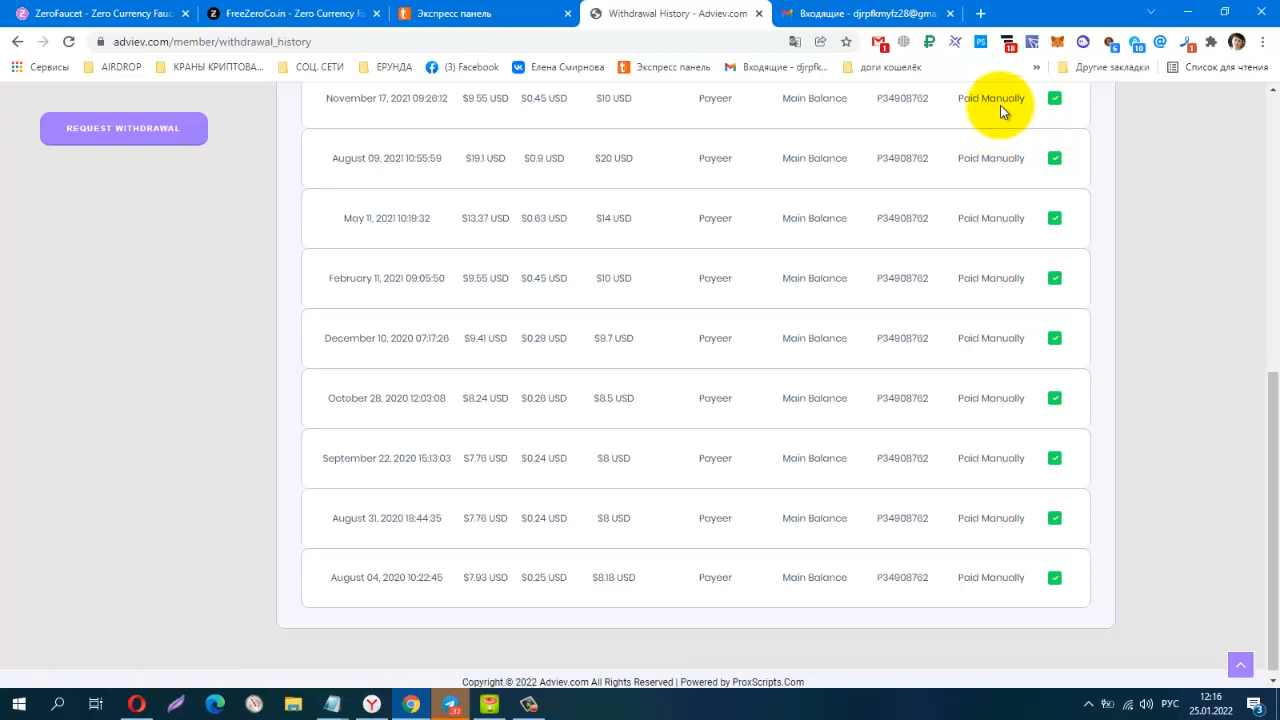 ZeroFaucet - Zero Currency Fauc
FreeZeroCo.in - Zero Currency Fo
Экспресс панель
Withdrawal History - Adviev.com
Входящие - djrpfkmyfz28@gma
adviev.com/member/withdrawal_history
1
18
6
10
1
Сервисы
AIRDROP
КРАНЫ КРИПТОВА...
СОЦ. СЕТИ
ЕРУНДА
(3) Facebook
Елена Смирнова
Экспресс панель
Входящие - djrpfk...
доги кошелёк
»
Другие закладки
Список для чтения
REQUEST WITHDRAWAL
November 17, 2021 09:26:12 $9.55 USD $0.45 USD $10 USD Payeer Main Balance P34908762 Paid Manually
August 09, 2021 10:55:59 $19.1 USD $0.9 USD $20 USD Payeer Main Balance P34908762 Paid Manually
May 11, 2021 10:19:32 $13.37 USD $0.63 USD $14 USD Payeer Main Balance P34908762 Paid Manually
February 11, 2021 09:05:50 $9.55 USD $0.45 USD $10 USD Payeer Main Balance P34908762 Paid Manually
December 10, 2020 07:17:26 $9.41 USD $0.29 USD $9.7 USD Payeer Main Balance P34908762 Paid Manually
October 28, 2020 12:03:08 $8.24 USD $0.26 USD $8.5 USD Payeer Main Balance P34908762 Paid Manually
September 22, 2020 15:13:03 $7.76 USD $0.24 USD $8 USD Payeer Main Balance P34908762 Paid Manually
August 31, 2020 18:44:35 $7.76 USD $0.24 USD $8 USD Payeer Main Balance P34908762 Paid Manually
August 04, 2020 10:22:45 $7.93 USD $0.25 USD $8.18 USD Payeer Main Balance P34908762 Paid Manually
Copyright © 2022 Adviev.com All Rights Reserved | Powered by ProxScripts.Com
РУС
12:16
25.01.2022
3